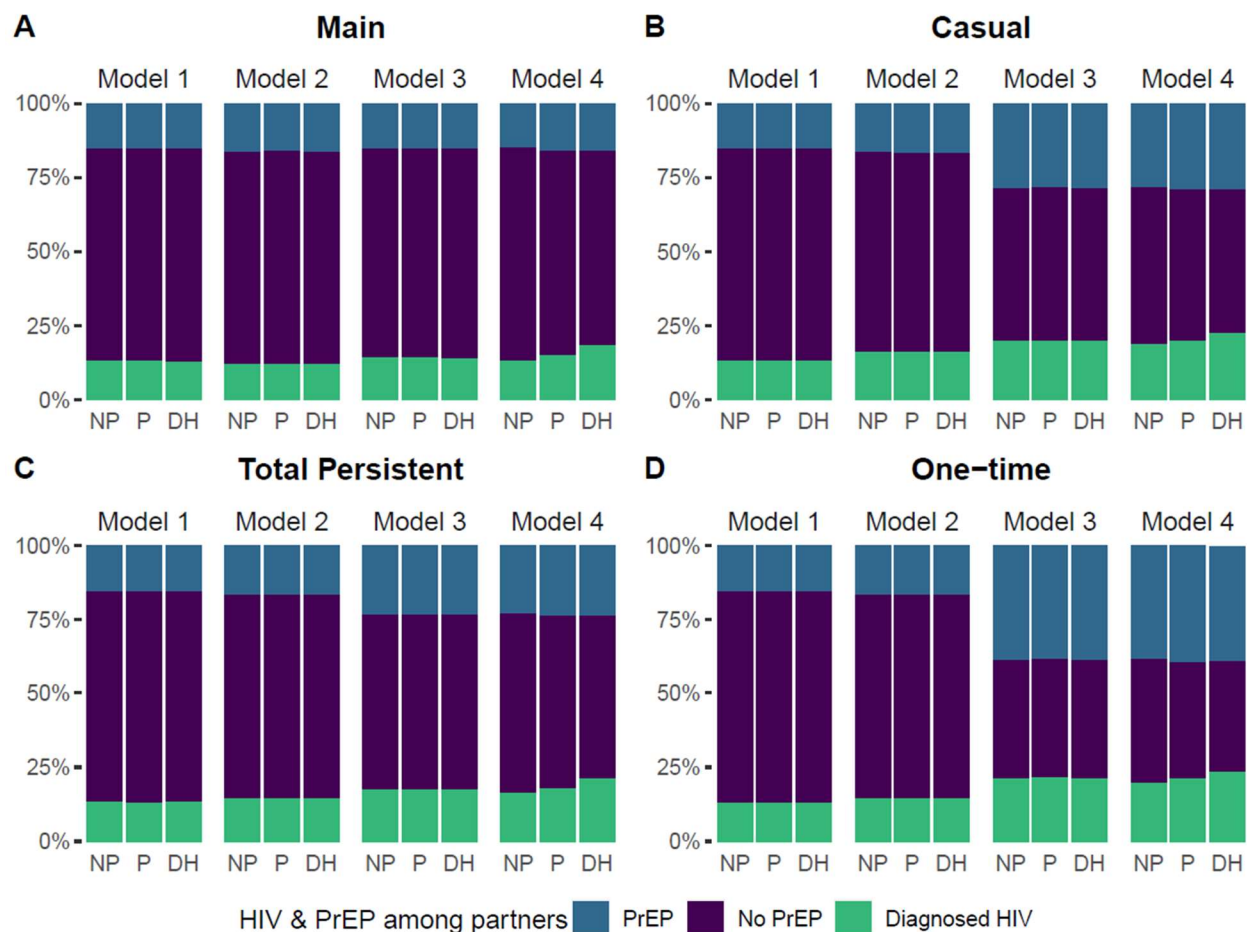 A Main
Model 1 Model 2 Model 3 Model 4
100%
75%
50%
25%
0%
NP P DH NP P DH NP P DH NP P DH
B Casual
Model 1 Model 2 Model 3 Model 4
100%
75%
50%
25%
0%
NP P DH NP P DH NP P DH NP P DH
C Total Persistent
Model 1 Model 2 Model 3 Model 4
100%
75%
50%
25%
0%
NP P DH NP P DH NP P DH NP P DH
D One−time
Model 1 Model 2 Model 3 Model 4
100%
75%
50%
25%
0%
NP P DH NP P DH NP P DH NP P DH
HIV & PrEP among partners PrEP No PrEP Diagnosed HIV